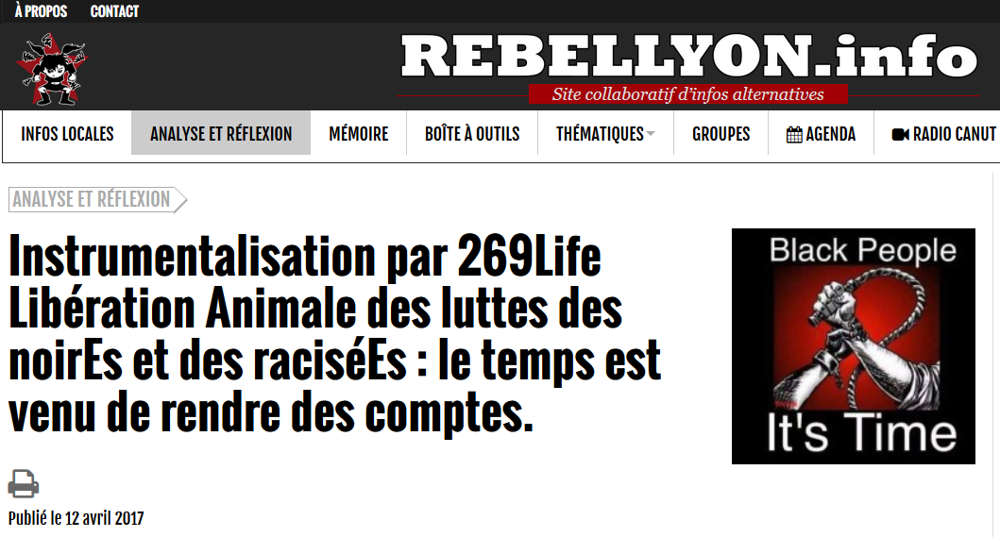 À PROPOS CONTACT
REBELLYON.info
Site collaboratif d'infos alternatives
INFOS LOCALES ANALYSE ET RÉFLEXION MÉMOIRE BOÎTE À OUTILS THÉMATIQUES GROUPES AGENDA RADIO CANUT
ANALYSE ET RÉFLEXION
Instrumentalisation par 269Life
Libération Animale des luttes des
noirEs et des raciséEs : le temps est
venu de rendre des comptes.
Black People
It's Time
Publié le 12 avril 2017